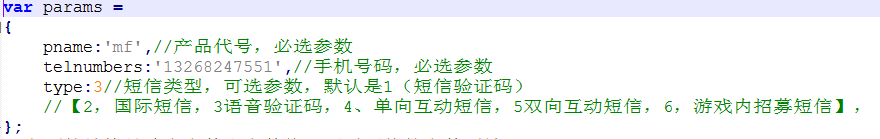 var params =
{
pname:'mf',//产品代号，必选参数
telnumbers:'13268247551',//手机号码，必选参数
type:3//短信类型，可选参数，默认是1（短信验证码）
//【2，国际短信，3语音验证码，4、单向互动短信，5双向互动短信，6，游戏内招募短信】，
};